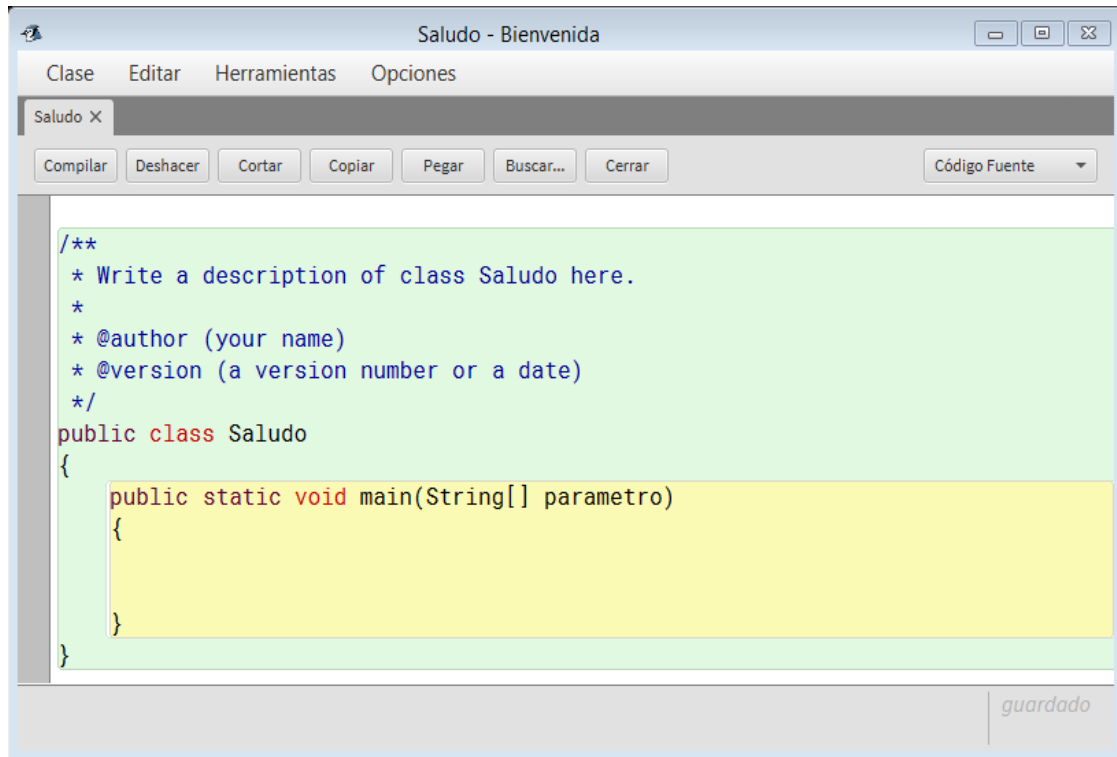 Saludo - Bienvenida
Clase Editar Herramientas Opciones
Saludo
Compilar Deshacer Cortar Copiar Pegar Buscar... Cerrar Código Fuente
/**
 * Write a description of class Saludo here.
 *
 * @author (your name)
 * @version (a version number or a date)
 */
public class Saludo
{
    public static void main(String[] parametro)
    {
    }
}
guardado